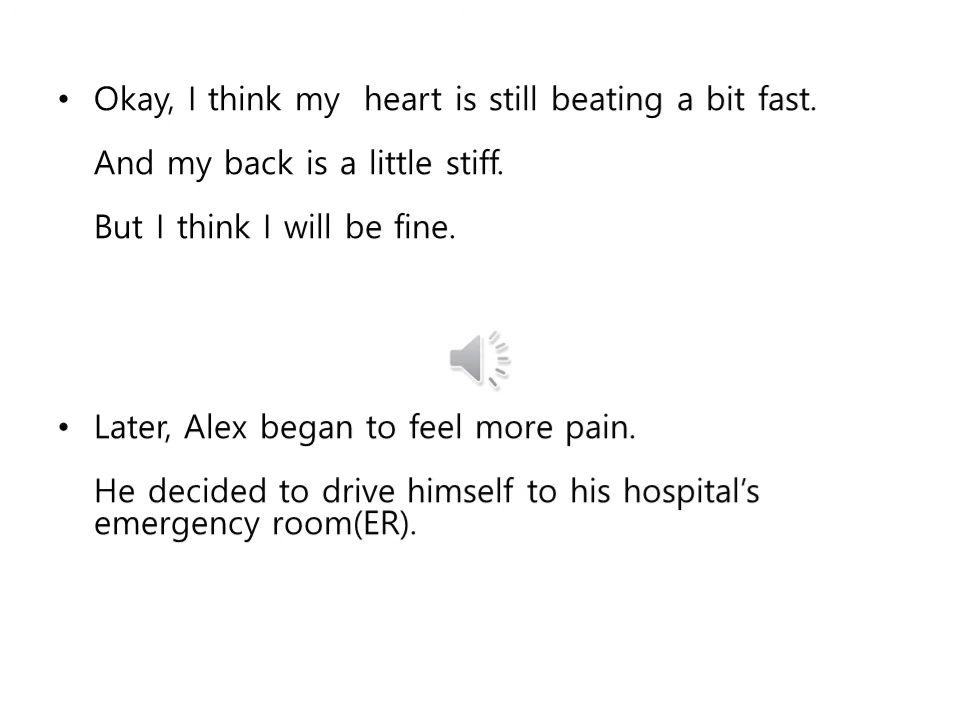 • Okay, I think my  heart is still beating a bit fast.
And my back is a little stiff.
But I think I will be fine.
• Later, Alex began to feel more pain.
He decided to drive himself to his hospital’s
emergency room(ER).